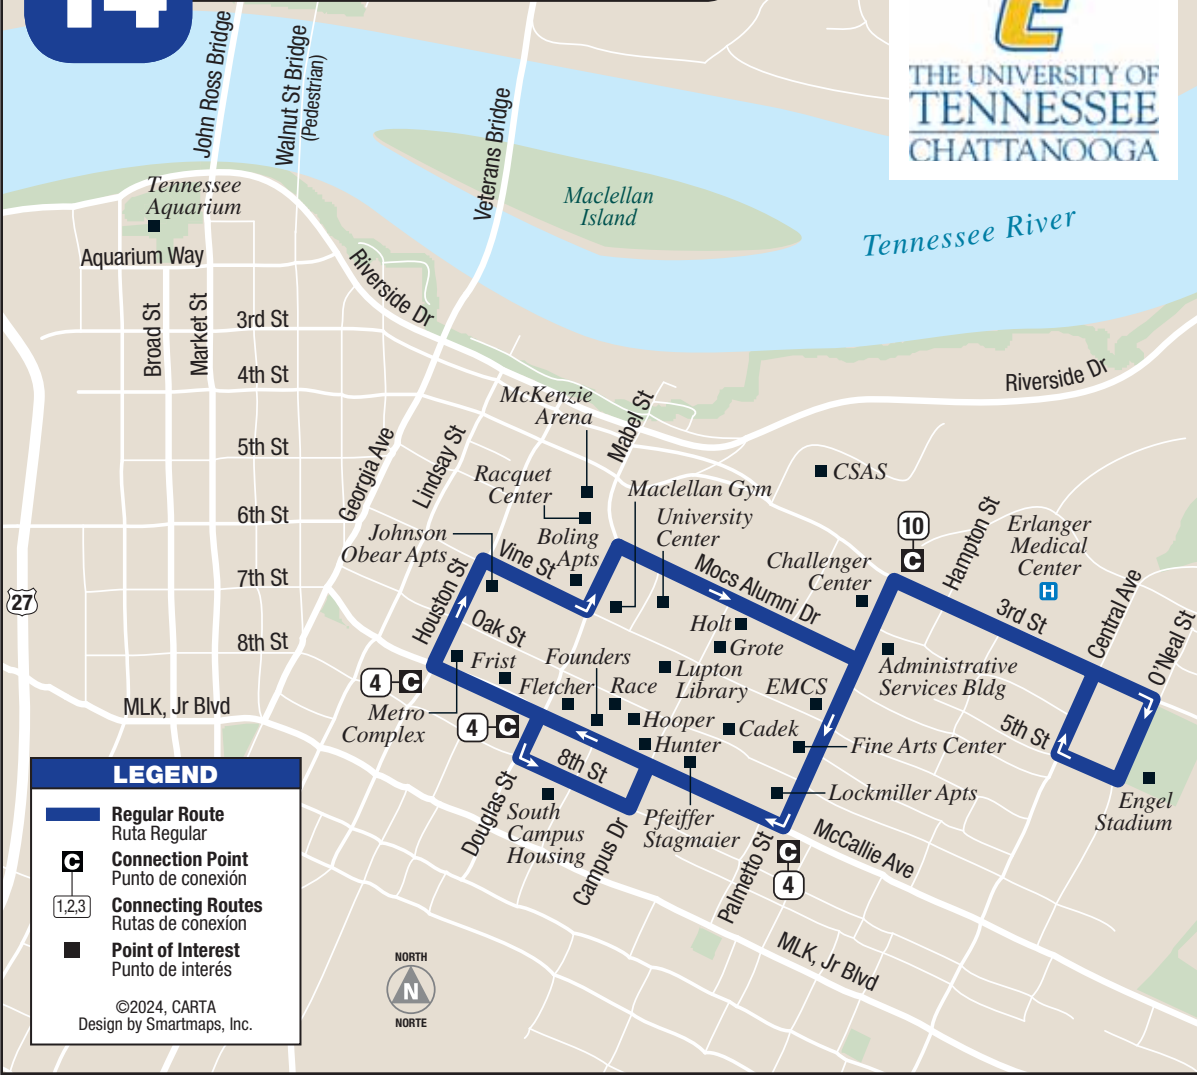 14
John Ross Bridge
Walnut St Bridge
(Pedestrian)
Veterans Bridge
THE UNIVERSITY OF
TENNESSEE
CHATTANOOGA
Tennessee
Aquarium
Maclellan
Island
Tennessee River
Aquarium Way
Riverside Dr
Broad St
Market St
3rd St
4th St
5th St
6th St
7th St
8th St
MLK, Jr Blvd
27
Georgia Ave
Lindsay St
Mabel St
Riverside Dr
McKenzie
Arena
Racquet
Center
Maclellan Gym
University
Center
CSAS
Johnson
Obear Apts
Boling
Apts
Vine St
Houston St
Oak St
Mocs Alumni Dr
Challenger
Center
10
C
Hampton St
Erlanger
Medical
Center
H
3rd St
Central Ave
O'Neal St
5th St
Engel
Stadium
Administrative
Services Bldg
Holt
Grote
Lupton
Library
EMCS
Founders
Frist
Fletcher
Race
Hooper
Hunter
Cadek
Fine Arts Center
Lockmiller Apts
4
C
Metro
Complex
4
C
8th St
Douglas St
South
Campus
Housing
Campus Dr
Pfeiffer
Stagmaier
Palmetto St
McCallie Ave
C
4
MLK, Jr Blvd
LEGEND
Regular Route
Ruta Regular
C
Connection Point
Punto de conexión
1,2,3
Connecting Routes
Rutas de conexíon
Point of Interest
Punto de interés
©2024, CARTA
Design by Smartmaps, Inc.
NORTH
N
NORTE